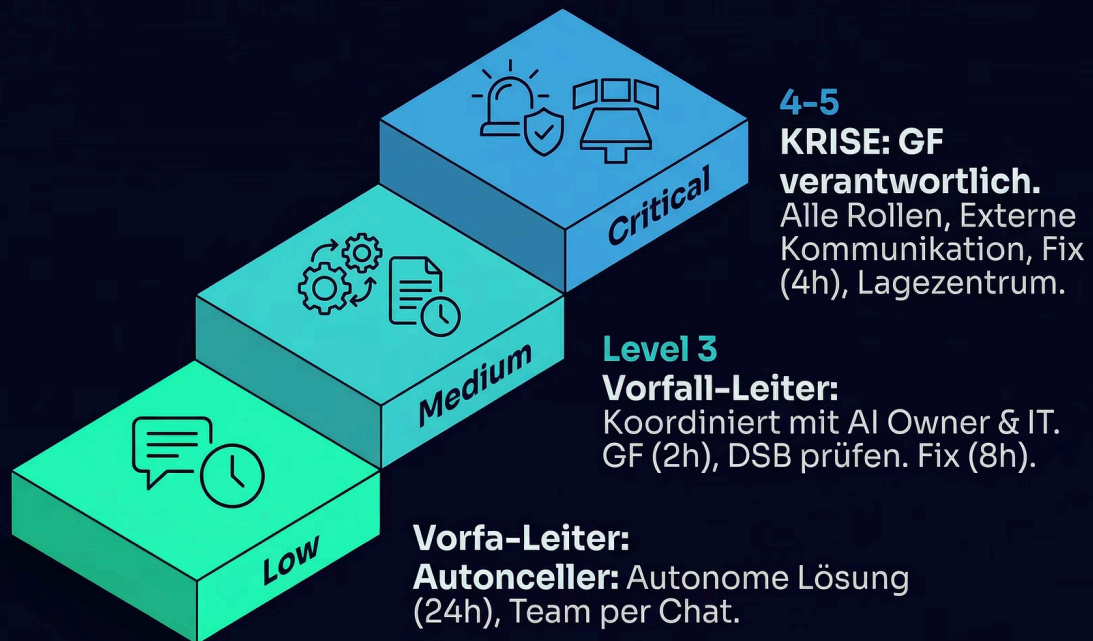 4-5
KRISE: GF
verantwortlich.
Alle Rollen, Externe
Kommunikation, Fix
(4h), Lagezentrum.
Critical
Level 3
Vorfall-Leiter:
Koordiniert mit AI Owner & IT.
GF (2h), DSB prüfen. Fix (8h).
Medium
Vorfa-Leiter:
Autonceller: Autonome Lösung
(24h), Team per Chat.
Low